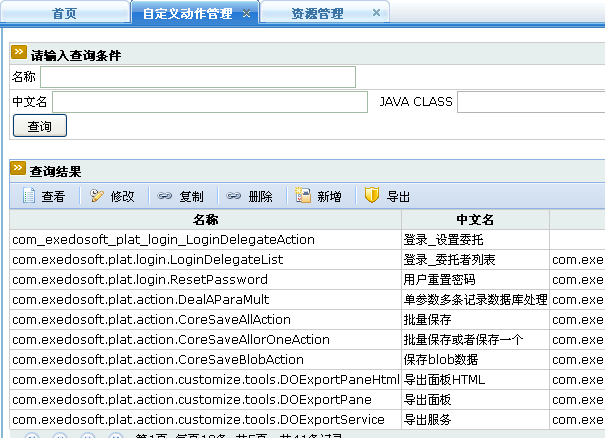 首页 自定义动作管理 资源管理
请输入查询条件
名称
中文名 JAVA CLASS
查询
查询结果
查看 修改 复制 删除 新增 导出
名称 中文名
com_exedosoft_plat_login_LoginDelegateAction 登录_设置委托
com.exedosoft.plat.login.LoginDelegateList 登录_委托者列表 com.exe
com.exedosoft.plat.login.ResetPassword 用户重置密码 com.exe
com.exedosoft.plat.action.DealAParaMult 单参数多条记录数据库处理 com.exe
com.exedosoft.plat.action.CoreSaveAllAction 批量保存 com.exe
com.exedosoft.plat.action.CoreSaveAllorOneAction 批量保存或者保存一个 com.exe
com.exedosoft.plat.action.CoreSaveBlobAction 保存blob数据 com.exe
com.exedosoft.plat.action.customize.tools.DOExportPaneHtml 导出面板HTML com.exe
com.exedosoft.plat.action.customize.tools.DOExportPane 导出面板 com.exe
com.exedosoft.plat.action.customize.tools.DOExportService 导出服务 com.exe